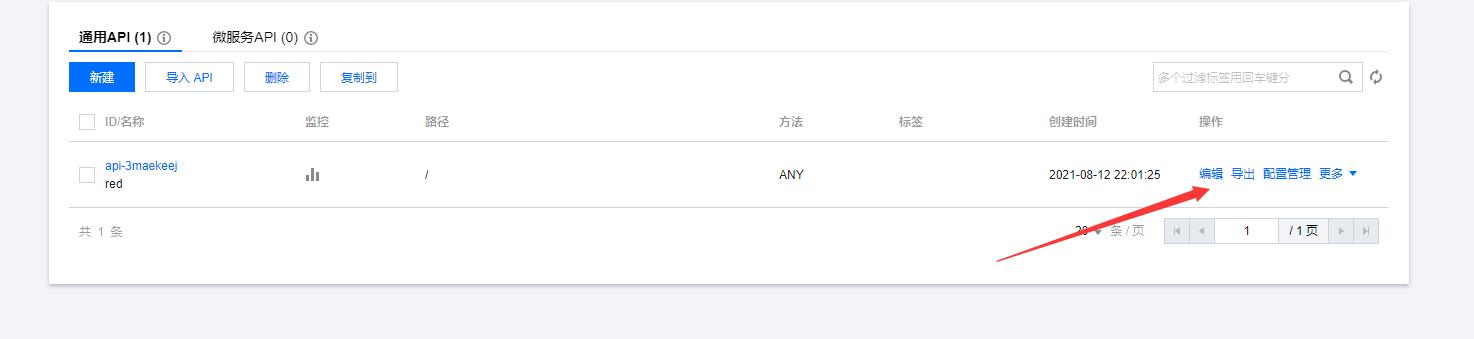 通用API (1) 微服务API (0)
新建 导入 API 删除 复制到 多个过滤标签用回车键分
ID/名称 监控 路径 方法 标签 创建时间 操作
api-3maekeej
red / ANY 2021-08-12 22:01:25 编辑 导出 配置管理 更多
共 1 条 20 条 / 页 1 / 1 页